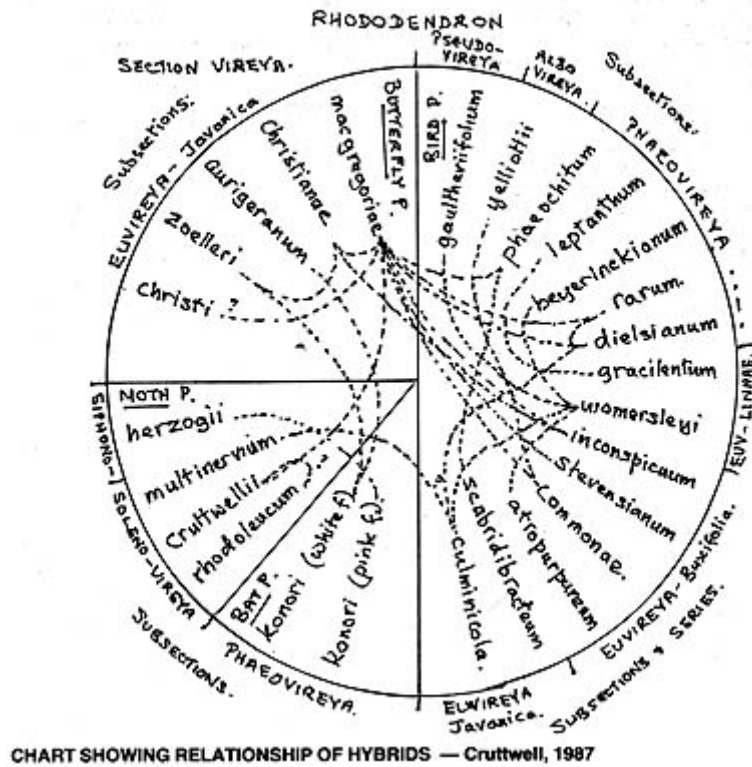 RHODODENDRON
SECTION VIREYA.
Subsections:
EUVIREYA - Javanica
PSEUDO-
VIREYA
ALBO
VIREYA.
Subsections:
PHAEOVIREYA
EUV - LINNAE
EUVIREYA - Buxifolia.
SUBSECTIONS & SERIES.
EUVIREYA
Javanica.
PHAEOVIREYA.
SUBSECTIONS.
SOLENO-VIREYA
SIPHONO-
BUTTERFLY P.
macgregoriae
Christianae
aurigeranum
Zoelleri
Christi ?
BIRD P.
gaultheriifolium
yelliottii
phaeochitum
leptanthum
beyerinckianum
rarum
dielsianum
gracilentum
womersleyi
inconspicuum
Stevensianum
Commonae.
atropurpureum
Scabridibracteum
Culminicola.
MOTH P.
herzogii
multinervium
Cruttwellii
rhodoleucum
BAT P.
Konori (white f)
Konori (pink f.)
CHART SHOWING RELATIONSHIP OF HYBRIDS — Cruttwell, 1987